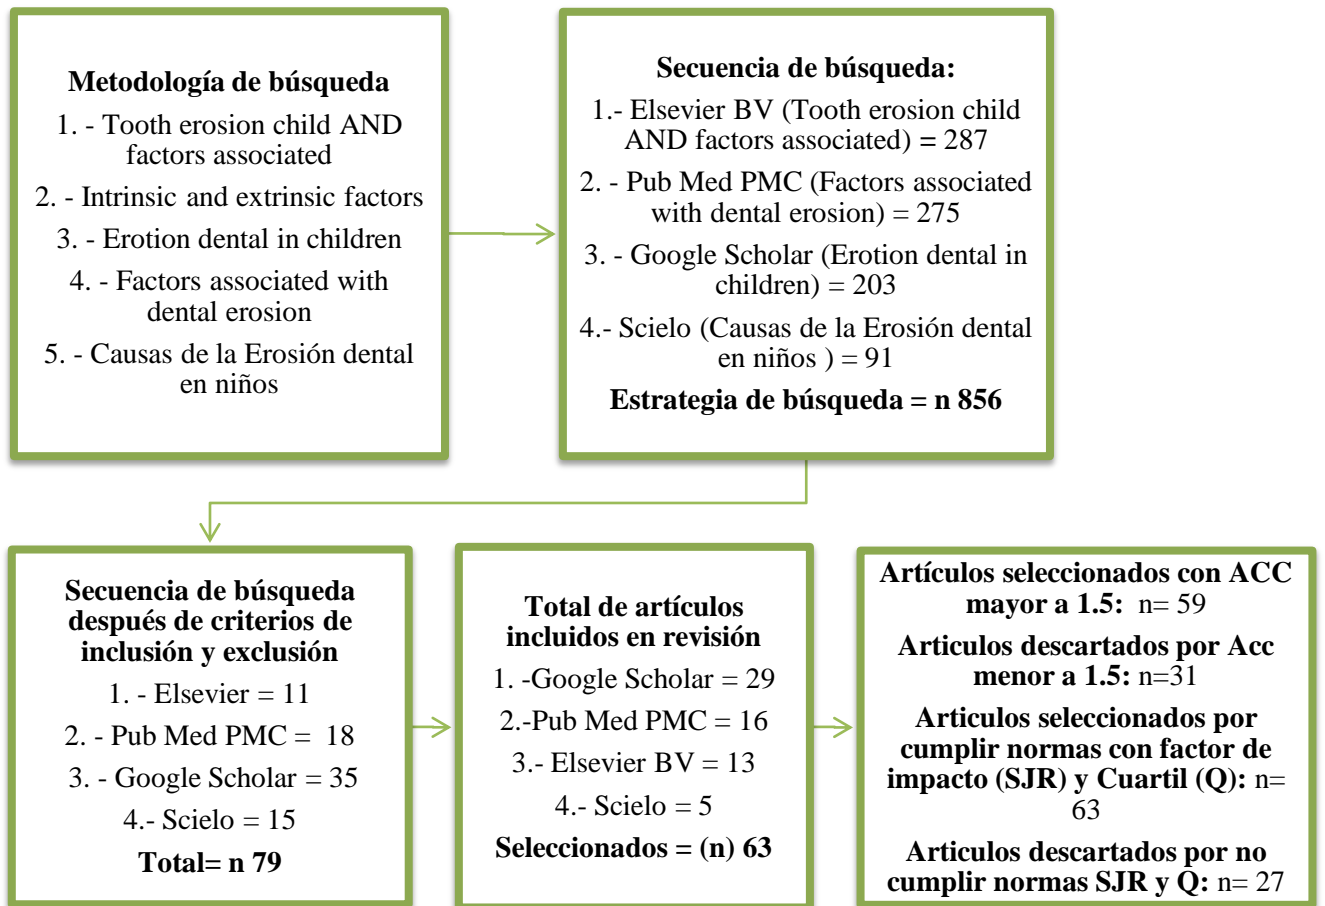 Metodología de búsqueda
1. - Tooth erosion child AND
factors associated
2. - Intrinsic and extrinsic factors
3. - Erotion dental in children
4. - Factors associated with
dental erosion
5. - Causas de la Erosión dental
en niños
Secuencia de búsqueda:
1.- Elsevier BV (Tooth erosion child
AND factors associated) = 287
2. - Pub Med PMC (Factors associated
with dental erosion) = 275
3. - Google Scholar (Erotion dental in
children) = 203
4.- Scielo (Causas de la Erosión dental
en niños ) = 91
Estrategia de búsqueda = n 856
Secuencia de búsqueda
después de criterios de
inclusión y exclusión
1. - Elsevier = 11
2. - Pub Med PMC = 18
3. - Google Scholar = 35
4.- Scielo = 15
Total= n 79
Total de artículos
incluidos en revisión
1. -Google Scholar = 29
2.-Pub Med PMC = 16
3.- Elsevier BV = 13
4.- Scielo = 5
Seleccionados = (n) 63
Artículos seleccionados con ACC
mayor a 1.5: n= 59
Articulos descartados por Acc
menor a 1.5: n=31
Articulos seleccionados por
cumplir normas con factor de
impacto (SJR) y Cuartil (Q): n=
63
Articulos descartados por no
cumplir normas SJR y Q: n= 27